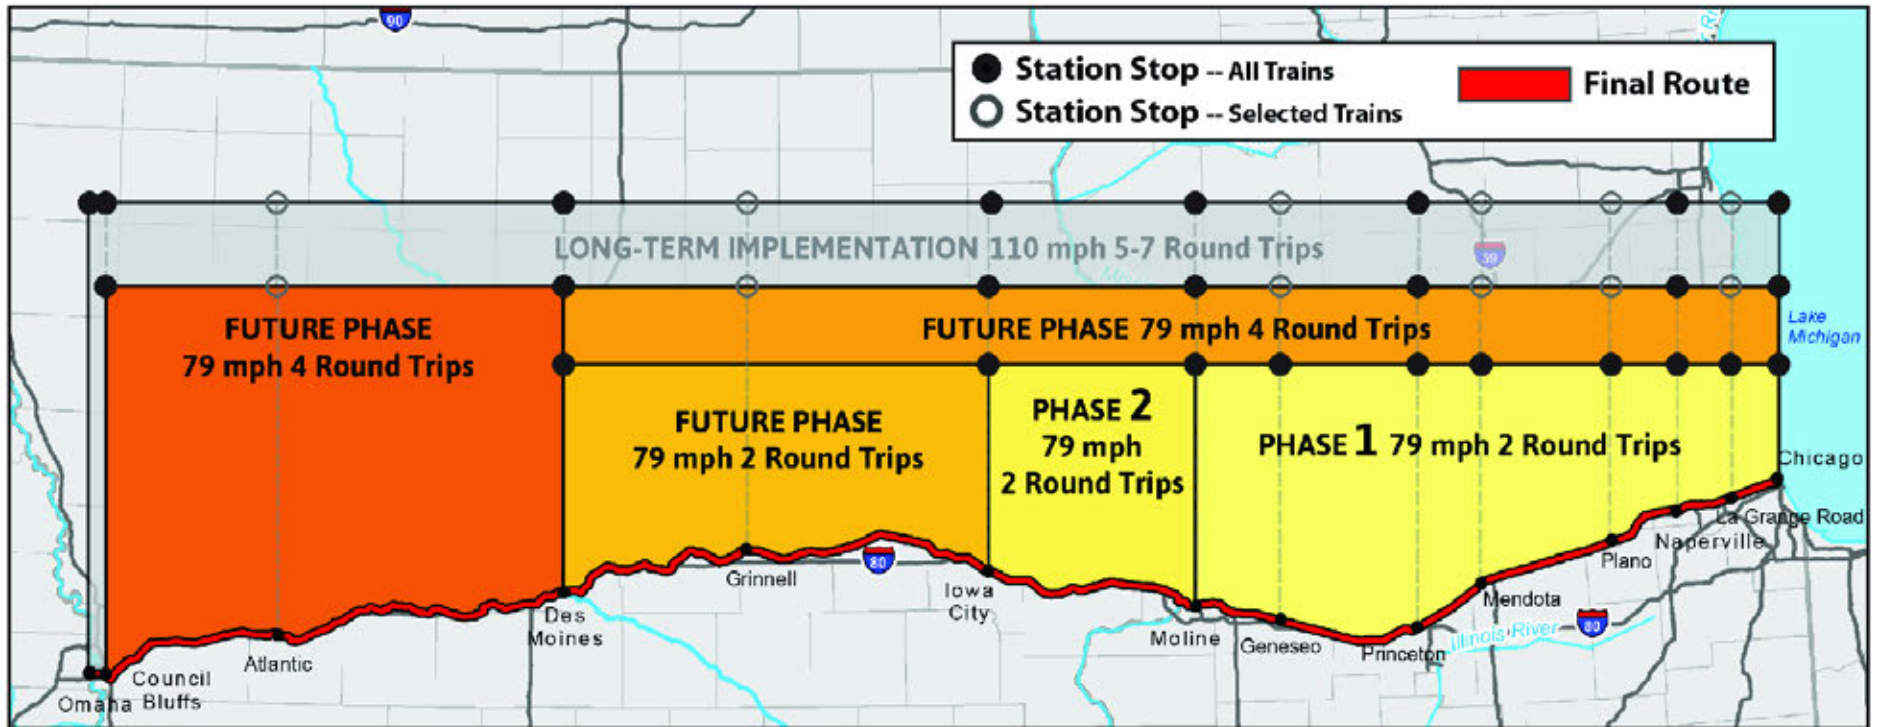 90
Station Stop -- All Trains
Final Route
Station Stop -- Selected Trains
LONG-TERM IMPLEMENTATION 110 mph 5-7 Round Trips
39
FUTURE PHASE
79 mph 4 Round Trips
FUTURE PHASE 79 mph 4 Round Trips
Lake
Michigan
FUTURE PHASE
79 mph 2 Round Trips
PHASE 2
79 mph
2 Round Trips
PHASE 1 79 mph 2 Round Trips
Chicago
La Grange Road
Naperville
Plano
80
Grinnell
Iowa
City
Mendota
80
Des
Moines
Moline
Geneseo
Princeton
Illinois River
Atlantic
Council
Bluffs
Omaha